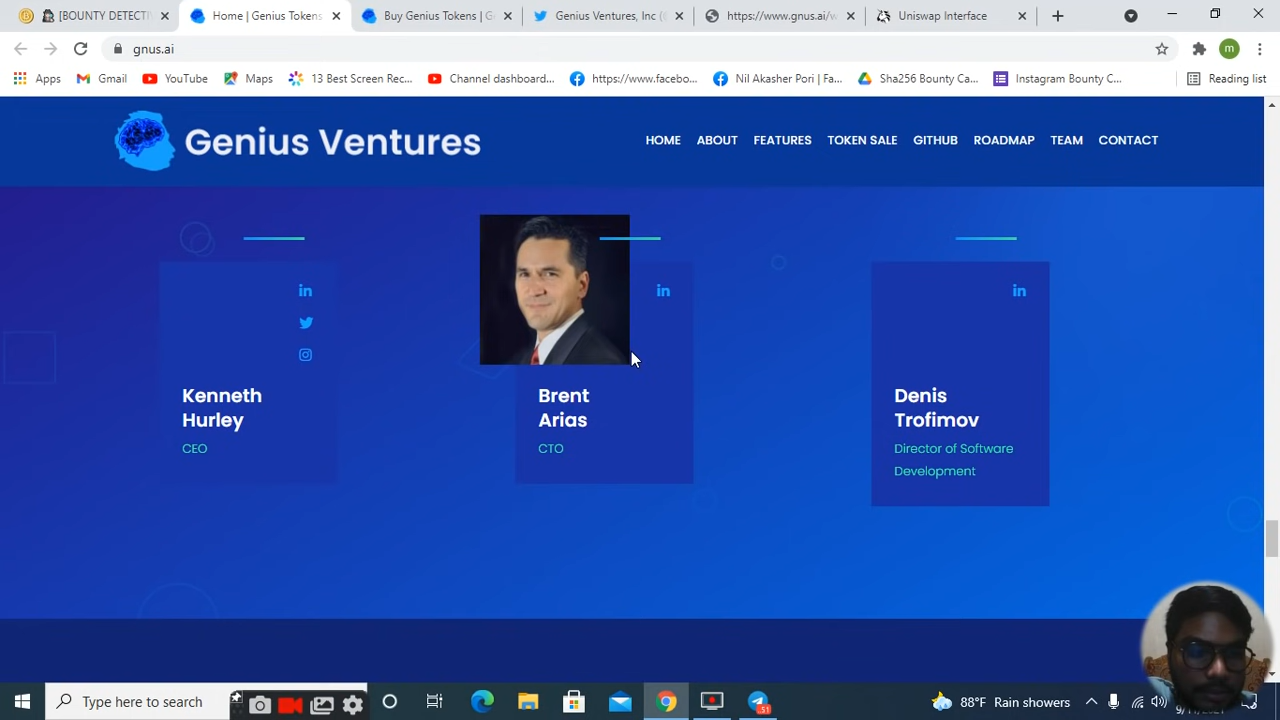 [BOUNTY DETECTI
Home | Genius Tokens
Buy Genius Tokens | G
Genius Ventures, Inc (
https://www.gnus.ai/w
Uniswap Interface
gnus.ai
Apps
Gmail
YouTube
Maps
13 Best Screen Rec...
Channel dashboard...
https://www.facebo...
Nil Akasher Pori | Fa...
Sha256 Bounty Ca...
Instagram Bounty C...
Reading list
Genius Ventures
HOME
ABOUT
FEATURES
TOKEN SALE
GITHUB
ROADMAP
TEAM
CONTACT
Kenneth
Hurley
CEO
Brent
Arias
CTO
Denis
Trofimov
Director of Software
Development
Type here to search
31
88°F Rain showers